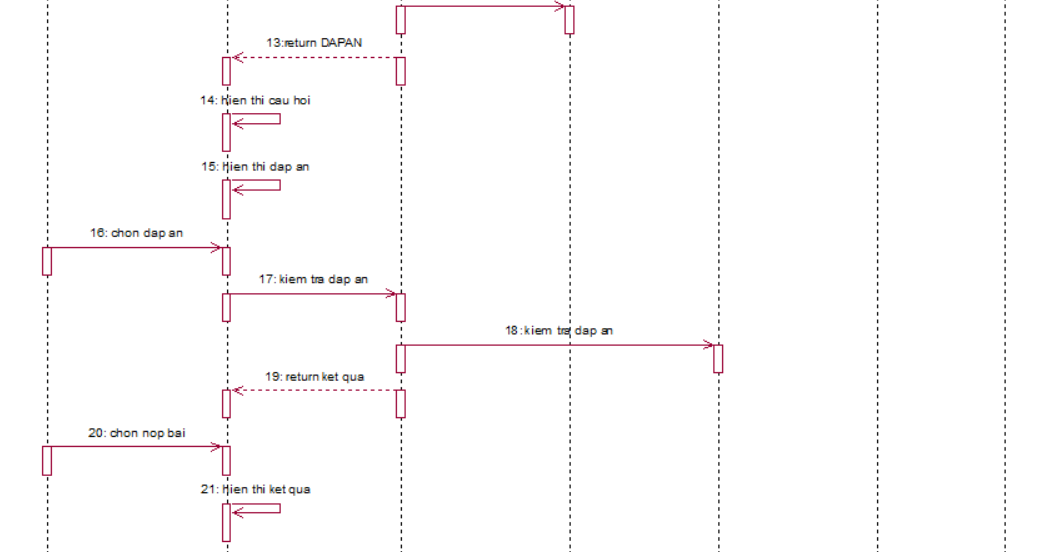 13:return DAPAN
14: hien thi cau hoi
15: hien thi dap an
16: chon dap an
17: kiem tra dap an
18:kiem tra dap an
19: return ket qua
20: chon nop bai
21: hien thi ket qua